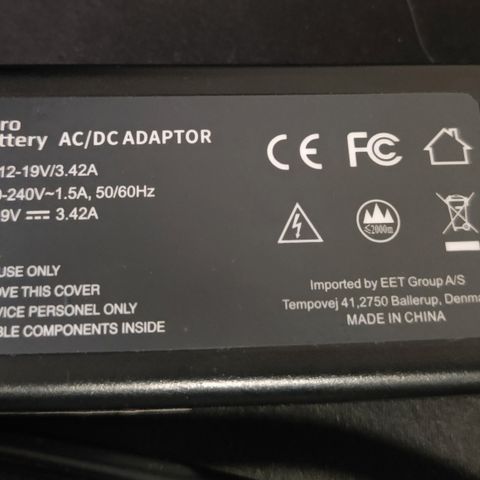 ro
ttery AC/DC ADAPTOR
12-19V/3.42A
0-240V~1.5A, 50/60Hz
9V ⎓ 3.42A
USE ONLY
OVE THIS COVER
VICE PERSONEL ONLY
BLE COMPONENTS INSIDE
CE FC
≤2000m
Imported by EET Group A/S
Tempovej 41,2750 Ballerup, Denma
MADE IN CHINA